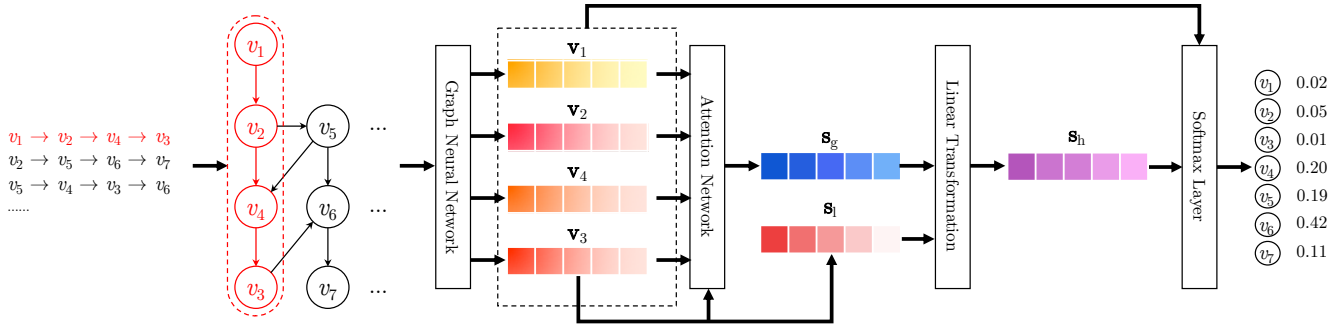 v1 → v2 → v4 → v3
v2 → v5 → v6 → v7
v5 → v4 → v3 → v6
......
v1
v2
v4
v3
v5
v6
v7
...
...
...
Graph Neural Network
v1
v2
v4
v3
Attention Network
sg
sl
Linear Transformation
sh
Softmax Layer
v1 0.02
v2 0.05
v3 0.01
v4 0.20
v5 0.19
v6 0.42
v7 0.11